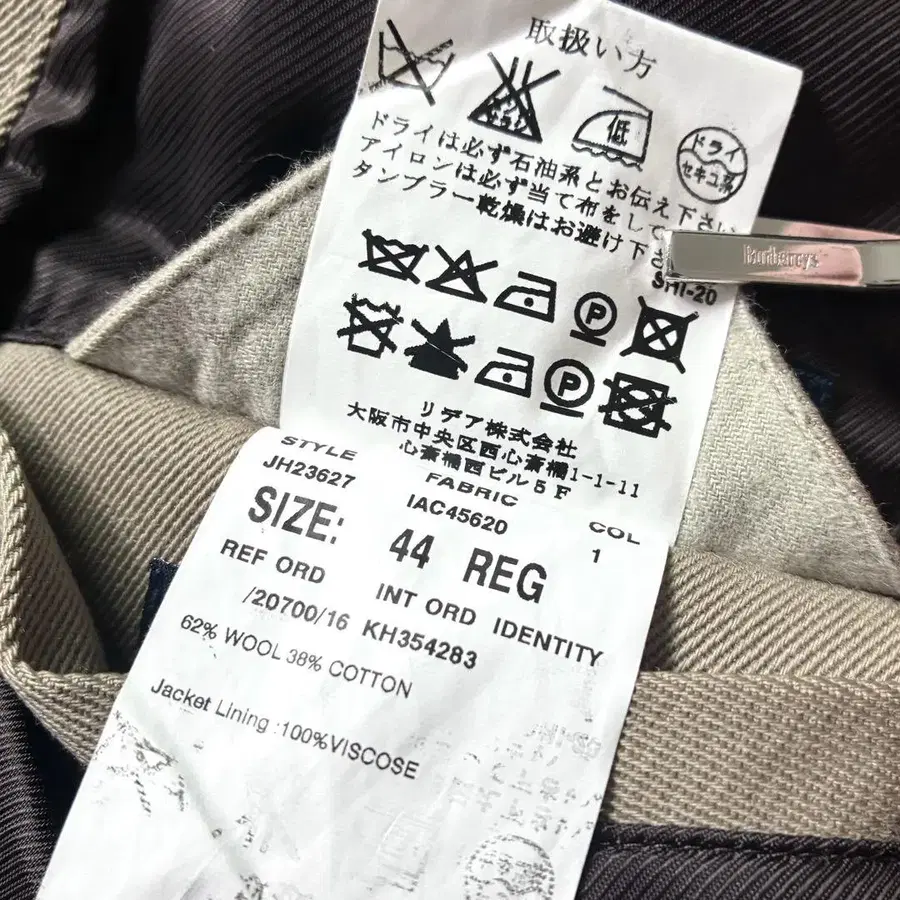 取扱い方
低
ドライ
セキユ系
ドライは必ず石油系とお伝え下さい
アイロンは必ず当て布をして
タンブラー乾燥はお避け下さ
SHI-20
burberrys
P
P
リデア株式会社
大阪市中央区西心斎橋1-1-11
心斎橋西ビル5F
STYLE FABRIC COL
JH23627 IAC45620 1
SIZE: 44 REG
REF ORD INT ORD IDENTITY
/20700/16 KH354283
62% WOOL 38% COTTON
Jacket Lining :100%VISCOSE